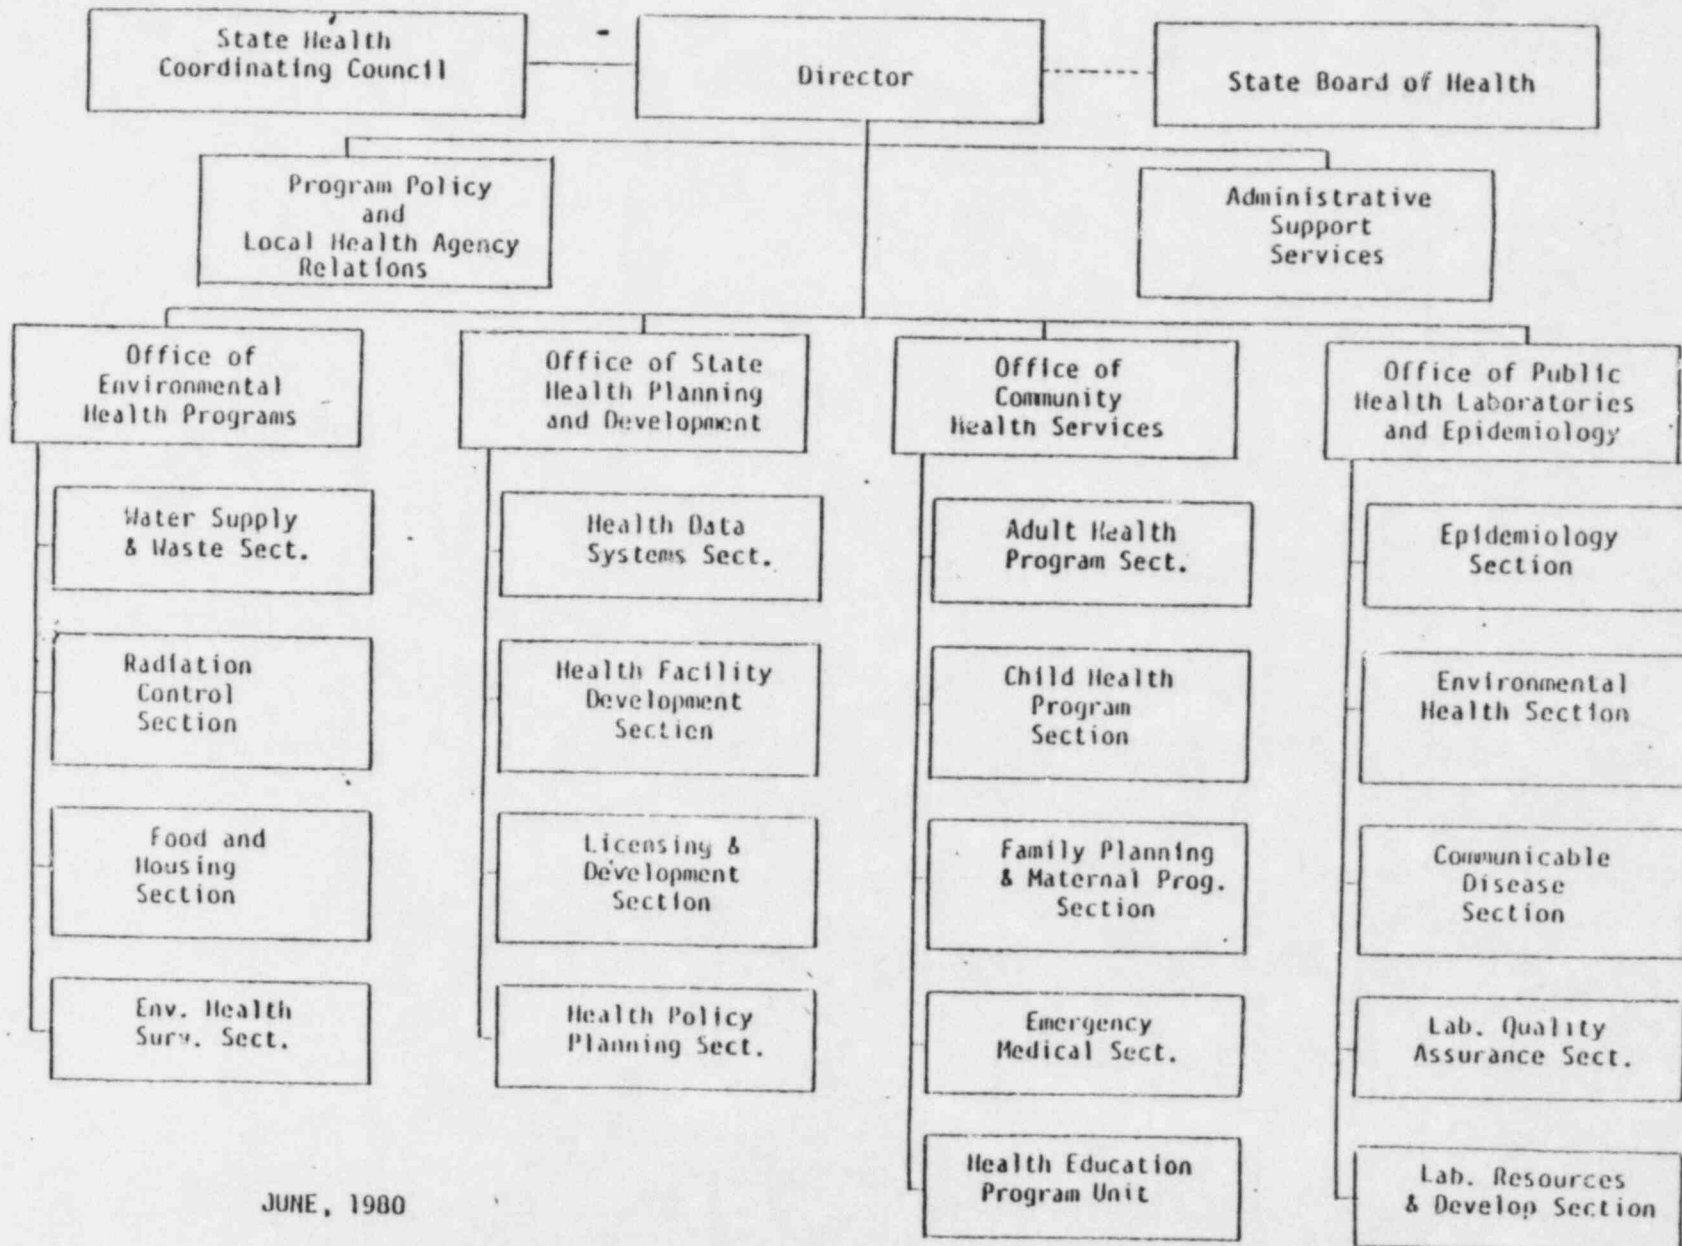 State Health
Coordinating Council
Director
State Board of Health
Program Policy
and
Local Health Agency
Relations
Administrative
Support
Services
Office of
Environmental
Health Programs
Water Supply
& Waste Sect.
Radiation
Control
Section
Food and
Housing
Section
Env. Health
Surv. Sect.
Office of State
Health Planning
and Development
Health Data
Systems Sect.
Health Facility
Development
Section
Licensing &
Development
Section
Health Policy
Planning Sect.
Office of
Community
Health Services
Adult Health
Program Sect.
Child Health
Program
Section
Family Planning
& Maternal Prog.
Section
Emergency
Medical Sect.
Health Education
Program Unit
Office of Public
Health Laboratories
and Epidemiology
Epidemiology
Section
Environmental
Health Section
Communicable
Disease
Section
Lab. Quality
Assurance Sect.
Lab. Resources
& Develop Section
JUNE, 1980